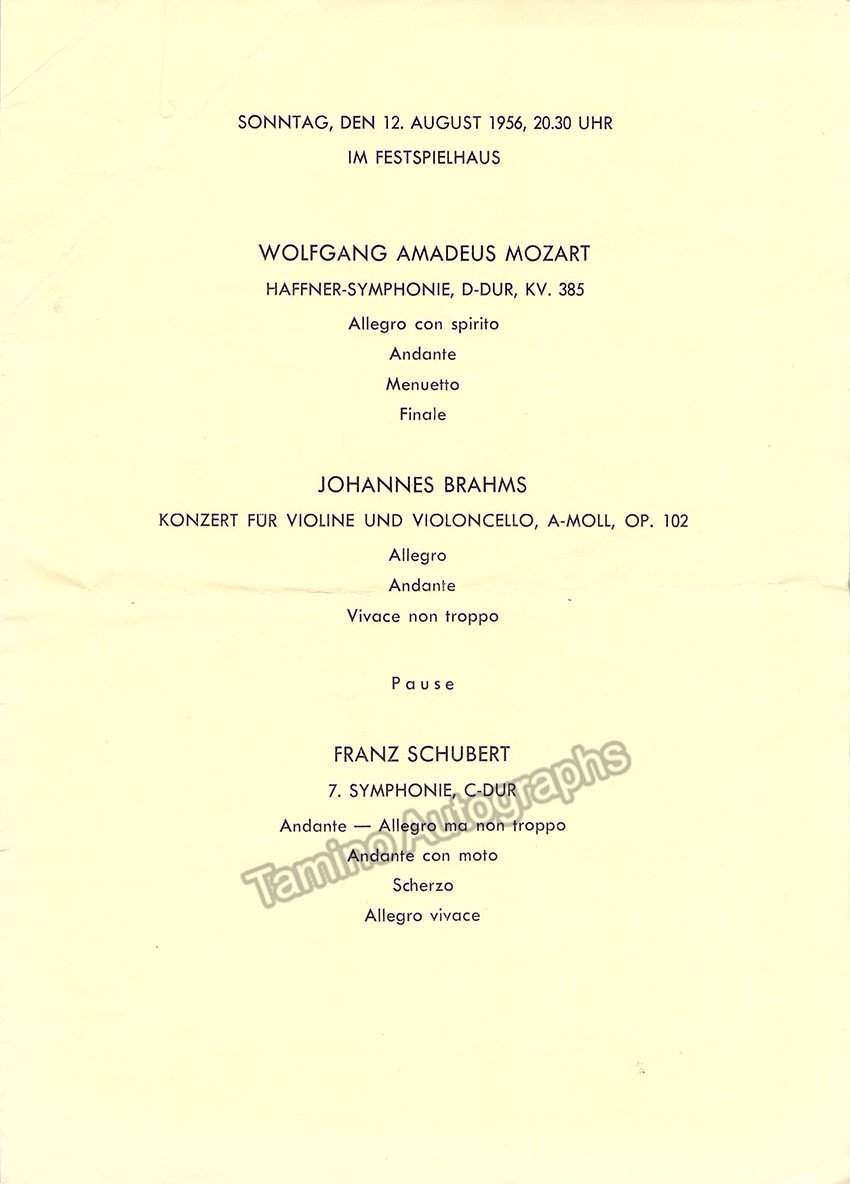 SONNTAG, DEN 12. AUGUST 1956, 20.30 UHR
IM FESTSPIELHAUS
WOLFGANG AMADEUS MOZART
HAFFNER-SYMPHONIE, D-DUR, KV. 385
Allegro con spirito
Andante
Menuetto
Finale
JOHANNES BRAHMS
KONZERT FÜR VIOLINE UND VIOLONCELLO, A-MOLL, OP. 102
Allegro
Andante
Vivace non troppo
Pause
FRANZ SCHUBERT
7. SYMPHONIE, C-DUR
Andante — Allegro ma non troppo
Andante con moto
Scherzo
Allegro vivace
Tamino Autographs